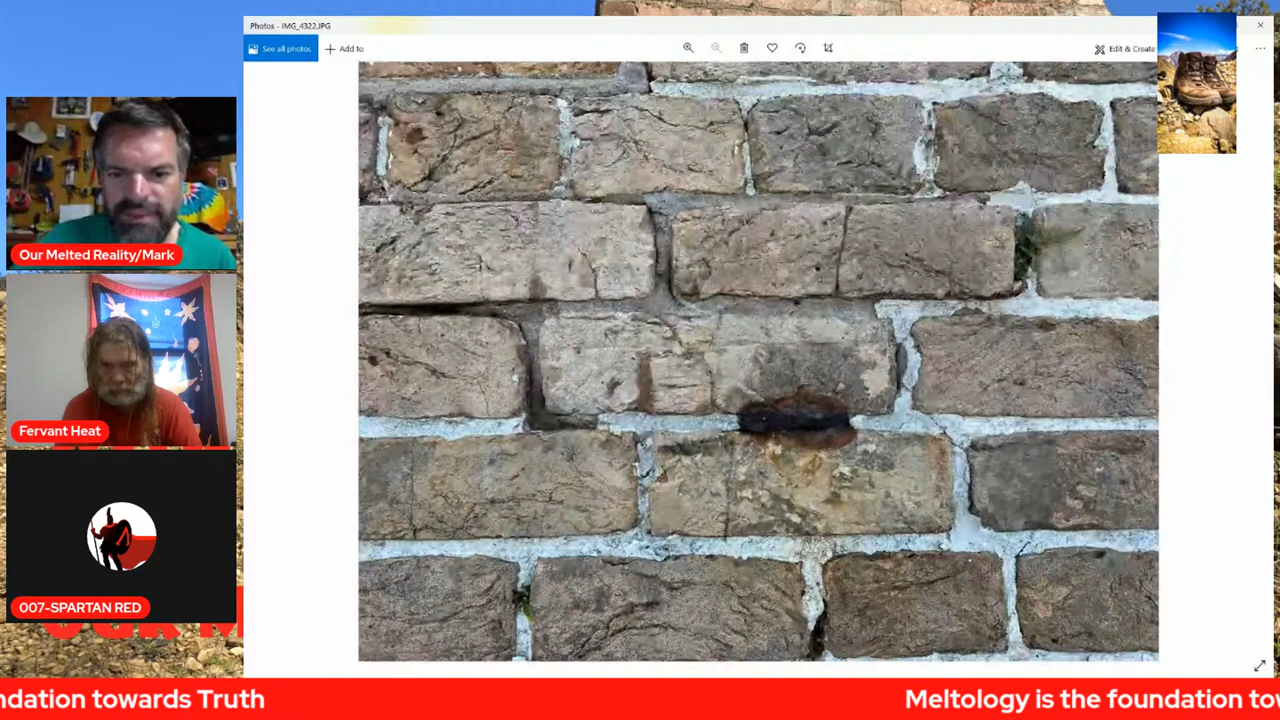 Photos - IMG_4322.JPG
See all photos
Add to
Edit & Create
Our Melted Reality/Mark
Fervant Heat
007-SPARTAN RED
ndation towards Truth
Meltology is the foundation tow